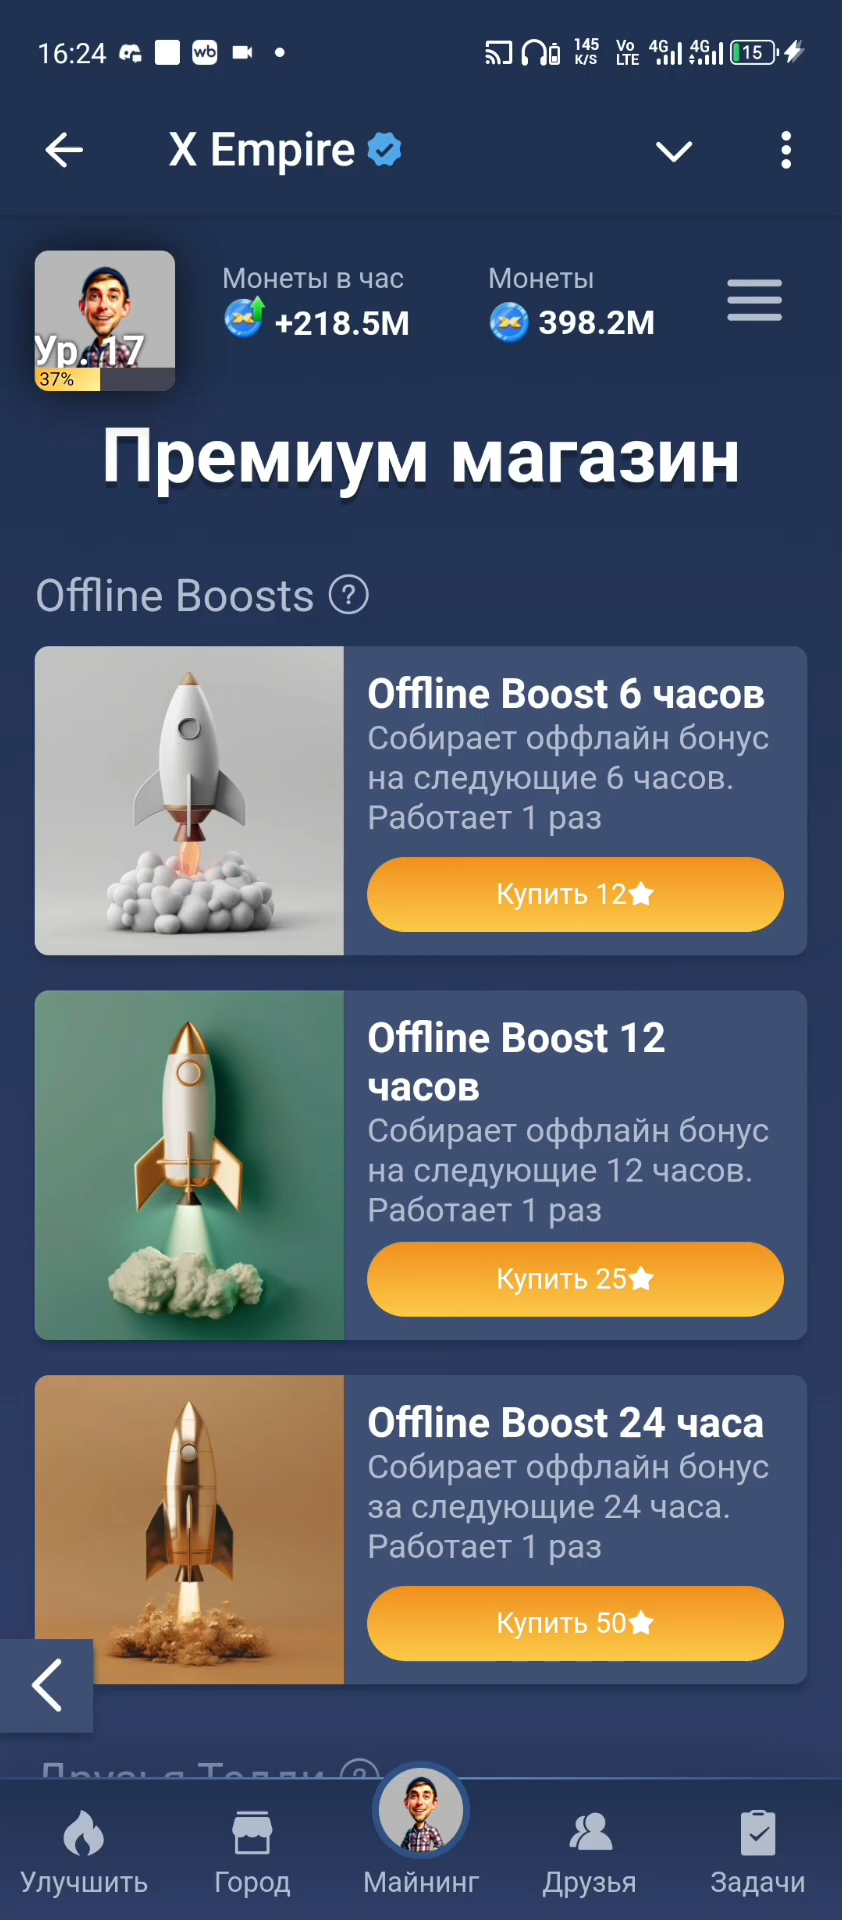 16:24
wb
145 K/S
Vo LTE
4G
4G
15
X Empire
Монеты в час
Монеты
+218.5M
398.2M
Ур. 17
37%
Премиум магазин
Offline Boosts ?
Offline Boost 6 часов
Собирает оффлайн бонус
на следующие 6 часов.
Работает 1 раз
Купить 12
Offline Boost 12
часов
Собирает оффлайн бонус
на следующие 12 часов.
Работает 1 раз
Купить 25
Offline Boost 24 часа
Собирает оффлайн бонус
за следующие 24 часа.
Работает 1 раз
Купить 50
Друзья Тедди ?
Улучшить
Город
Майнинг
Друзья
Задачи